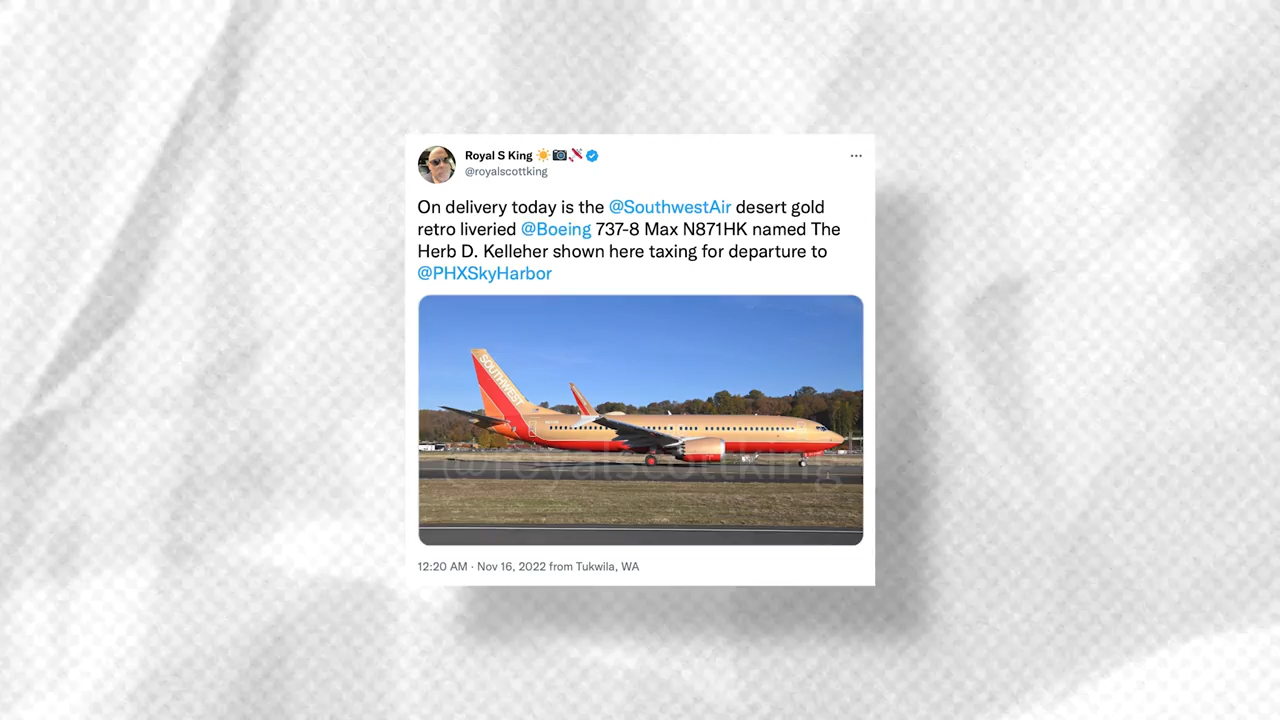 Royal S King ☀️📷🛰️
@royalscottking
On delivery today is the @SouthwestAir desert gold
retro liveried @Boeing 737-8 Max N871HK named The
Herb D. Kelleher shown here taxing for departure to
@PHXSkyHarbor
SOUTHWEST
@royalscottking
12:20 AM · Nov 16, 2022 from Tukwila, WA